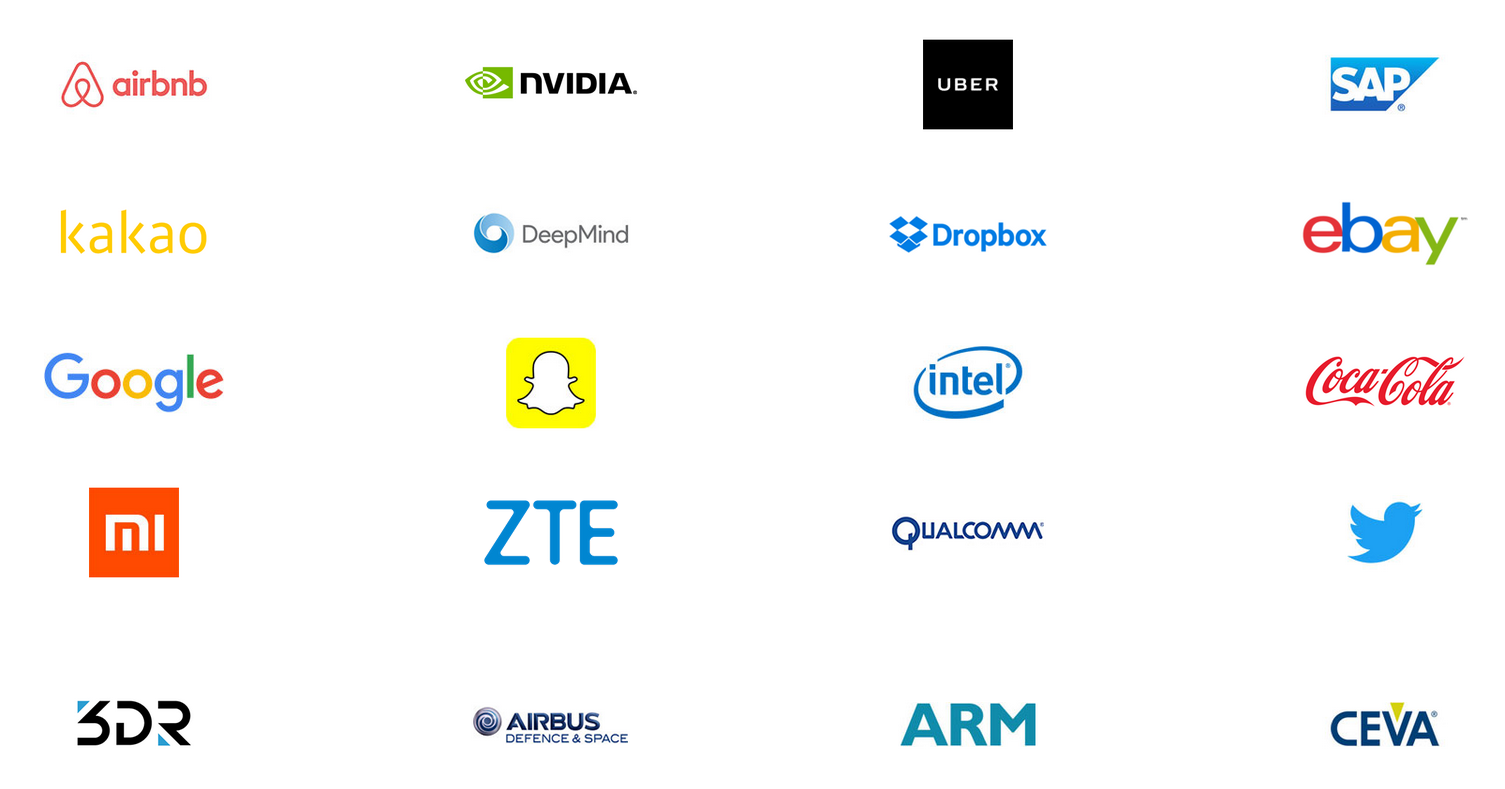 airbnb
NVIDIA.
UBER
SAP ®
kakao
DeepMind
Dropbox
ebay
Google
intel®
Coca-Cola
mi
ZTE
QUALCOMM®
3DR
AIRBUS
DEFENCE & SPACE
ARM
CEVA®